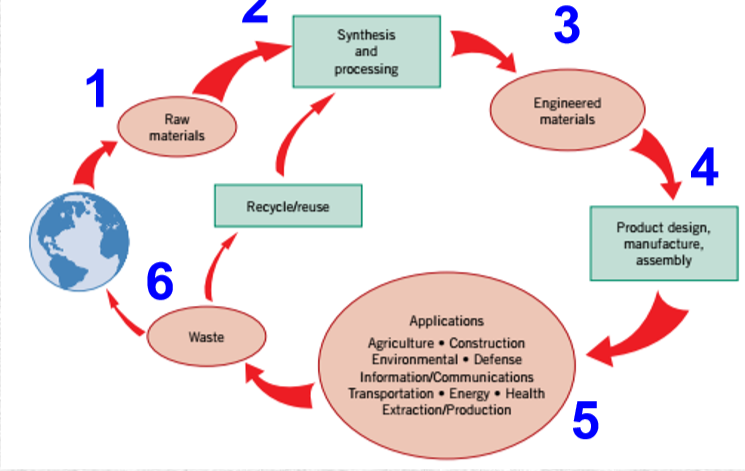 2
Synthesis
and
processing
3
1
Raw
materials
Engineered
materials
4
Recycle/reuse
Product design,
manufacture,
assembly
6
Waste
Applications
Agriculture • Construction
Environmental • Defense
Information/Communications
Transportation • Energy • Health
Extraction/Production
5